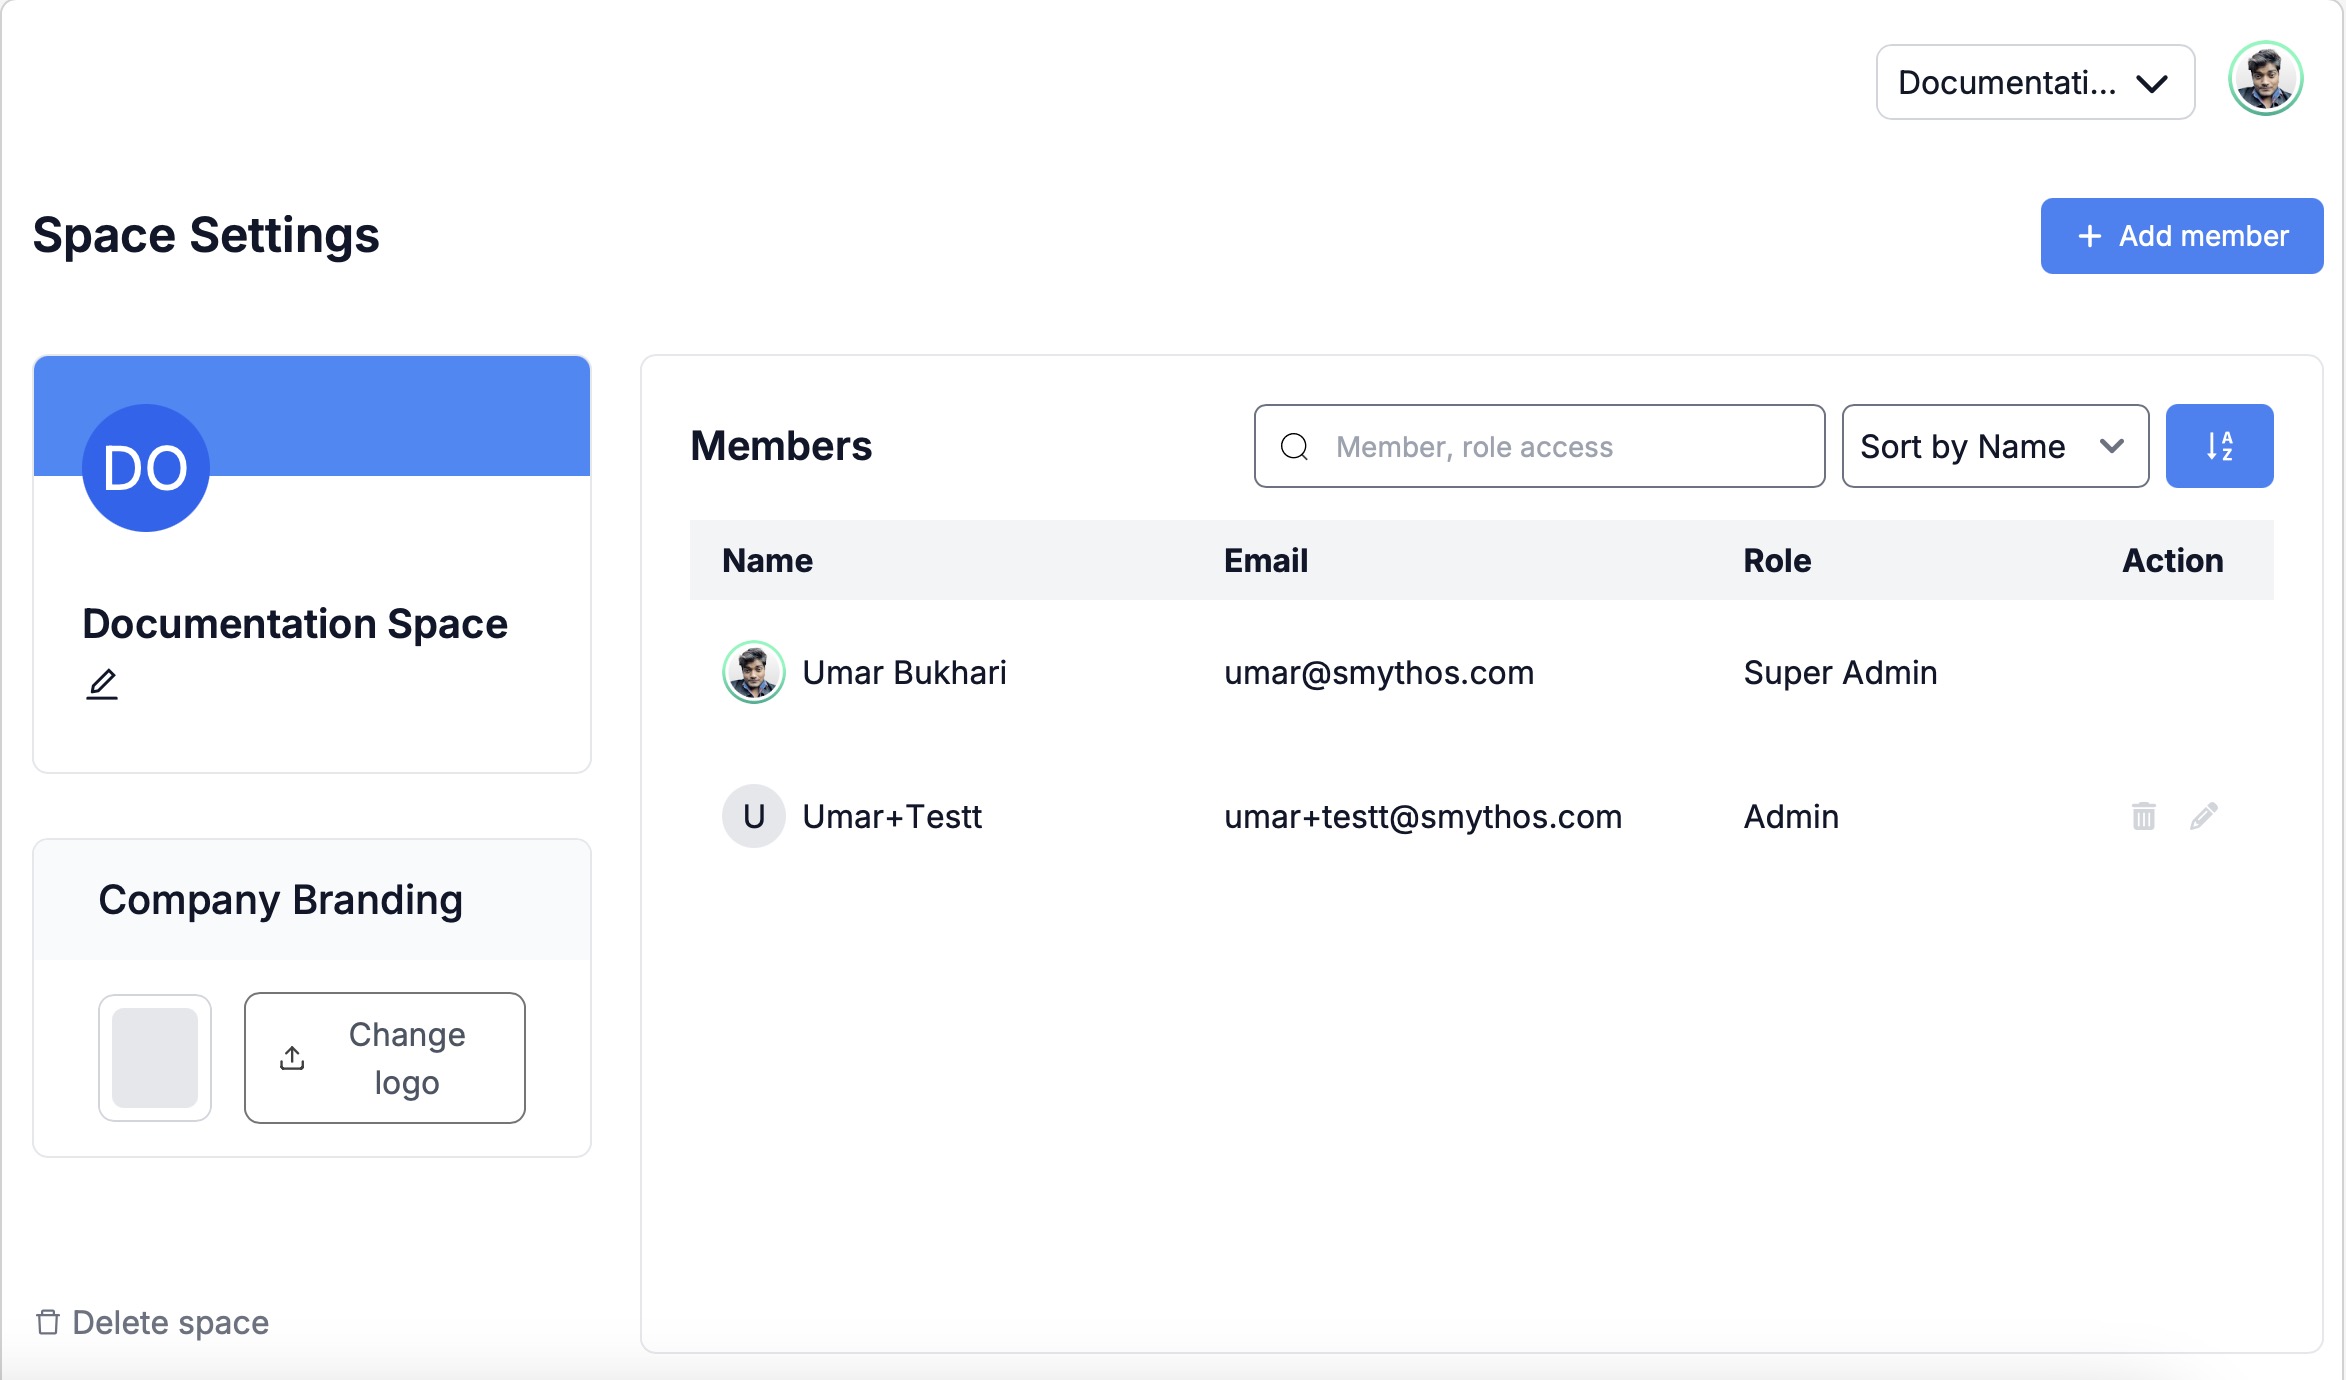 Documentati...
Space Settings
+ Add member
DO
Documentation Space
Company Branding
Change
logo
Delete space
Members
Member, role access
Sort by Name
A
Z
Name Email Role Action
Umar Bukhari umar@smythos.com Super Admin
U Umar+Testt umar+testt@smythos.com Admin